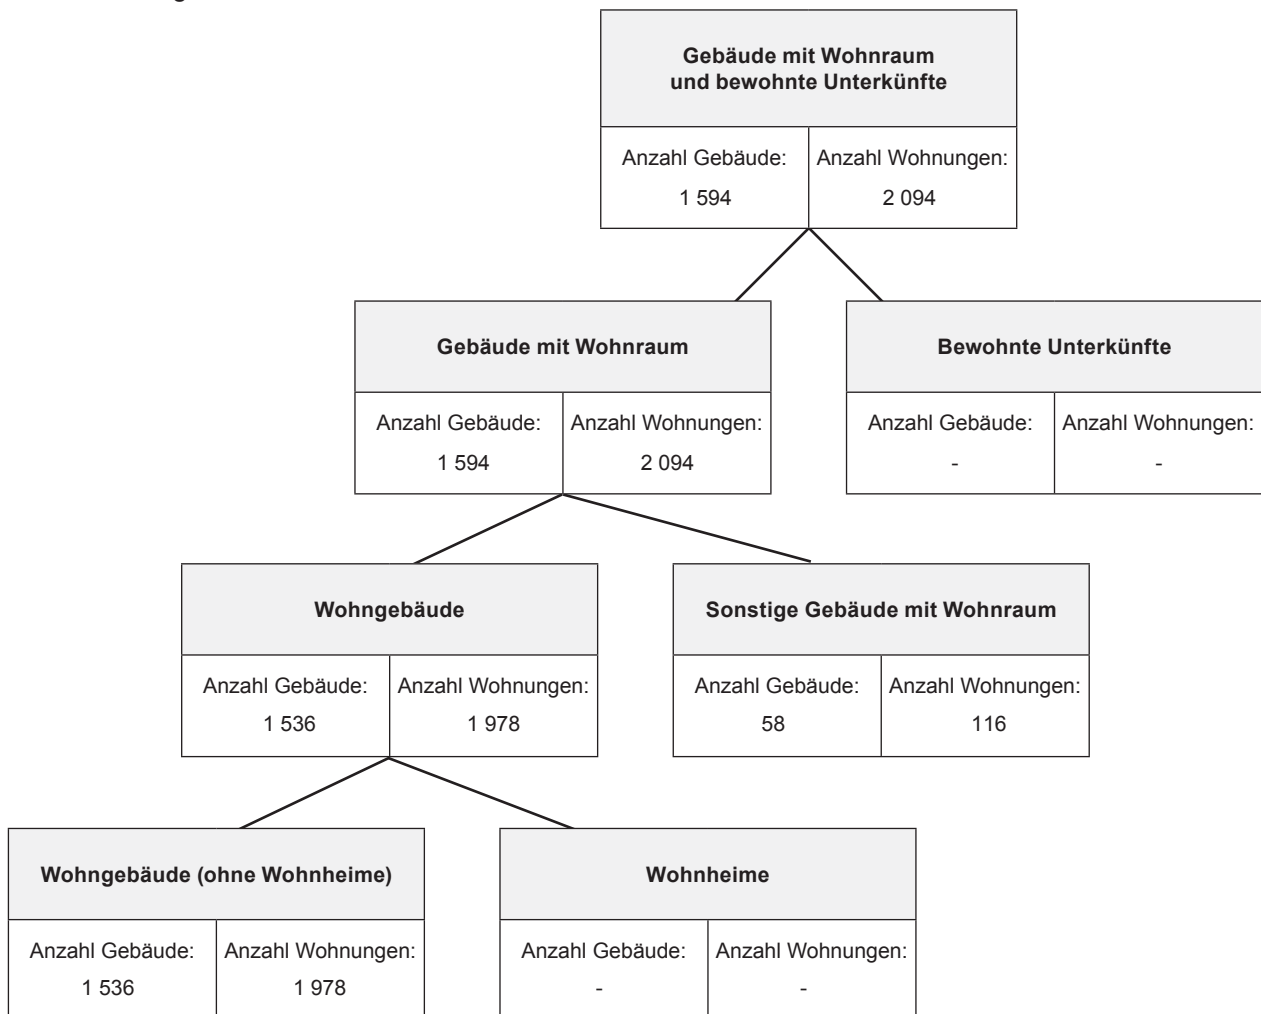 Gebäude mit Wohnraum
und bewohnte Unterkünfte
Anzahl Gebäude:
1 594
Anzahl Wohnungen:
2 094
Gebäude mit Wohnraum
Anzahl Gebäude:
1 594
Anzahl Wohnungen:
2 094
Bewohnte Unterkünfte
Anzahl Gebäude:
-
Anzahl Wohnungen:
-
Wohngebäude
Anzahl Gebäude:
1 536
Anzahl Wohnungen:
1 978
Sonstige Gebäude mit Wohnraum
Anzahl Gebäude:
58
Anzahl Wohnungen:
116
Wohngebäude (ohne Wohnheime)
Anzahl Gebäude:
1 536
Anzahl Wohnungen:
1 978
Wohnheime
Anzahl Gebäude:
-
Anzahl Wohnungen:
-